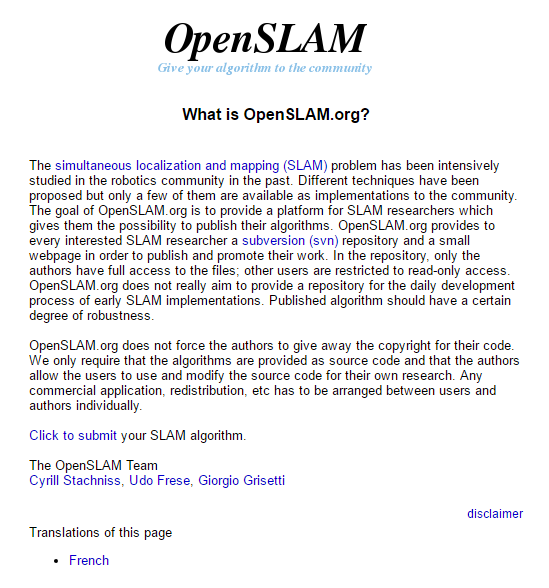 OpenSLAM
Give your algorithm to the community
What is OpenSLAM.org?
The simultaneous localization and mapping (SLAM) problem has been intensively
studied in the robotics community in the past. Different techniques have been
proposed but only a few of them are available as implementations to the community.
The goal of OpenSLAM.org is to provide a platform for SLAM researchers which
gives them the possibility to publish their algorithms. OpenSLAM.org provides to
every interested SLAM researcher a subversion (svn) repository and a small
webpage in order to publish and promote their work. In the repository, only the
authors have full access to the files; other users are restricted to read-only access.
OpenSLAM.org does not really aim to provide a repository for the daily development
process of early SLAM implementations. Published algorithm should have a certain
degree of robustness.
OpenSLAM.org does not force the authors to give away the copyright for their code.
We only require that the algorithms are provided as source code and that the authors
allow the users to use and modify the source code for their own research. Any
commercial application, redistribution, etc has to be arranged between users and
authors individually.
Click to submit your SLAM algorithm.
The OpenSLAM Team
Cyrill Stachniss, Udo Frese, Giorgio Grisetti
disclaimer
Translations of this page
• French